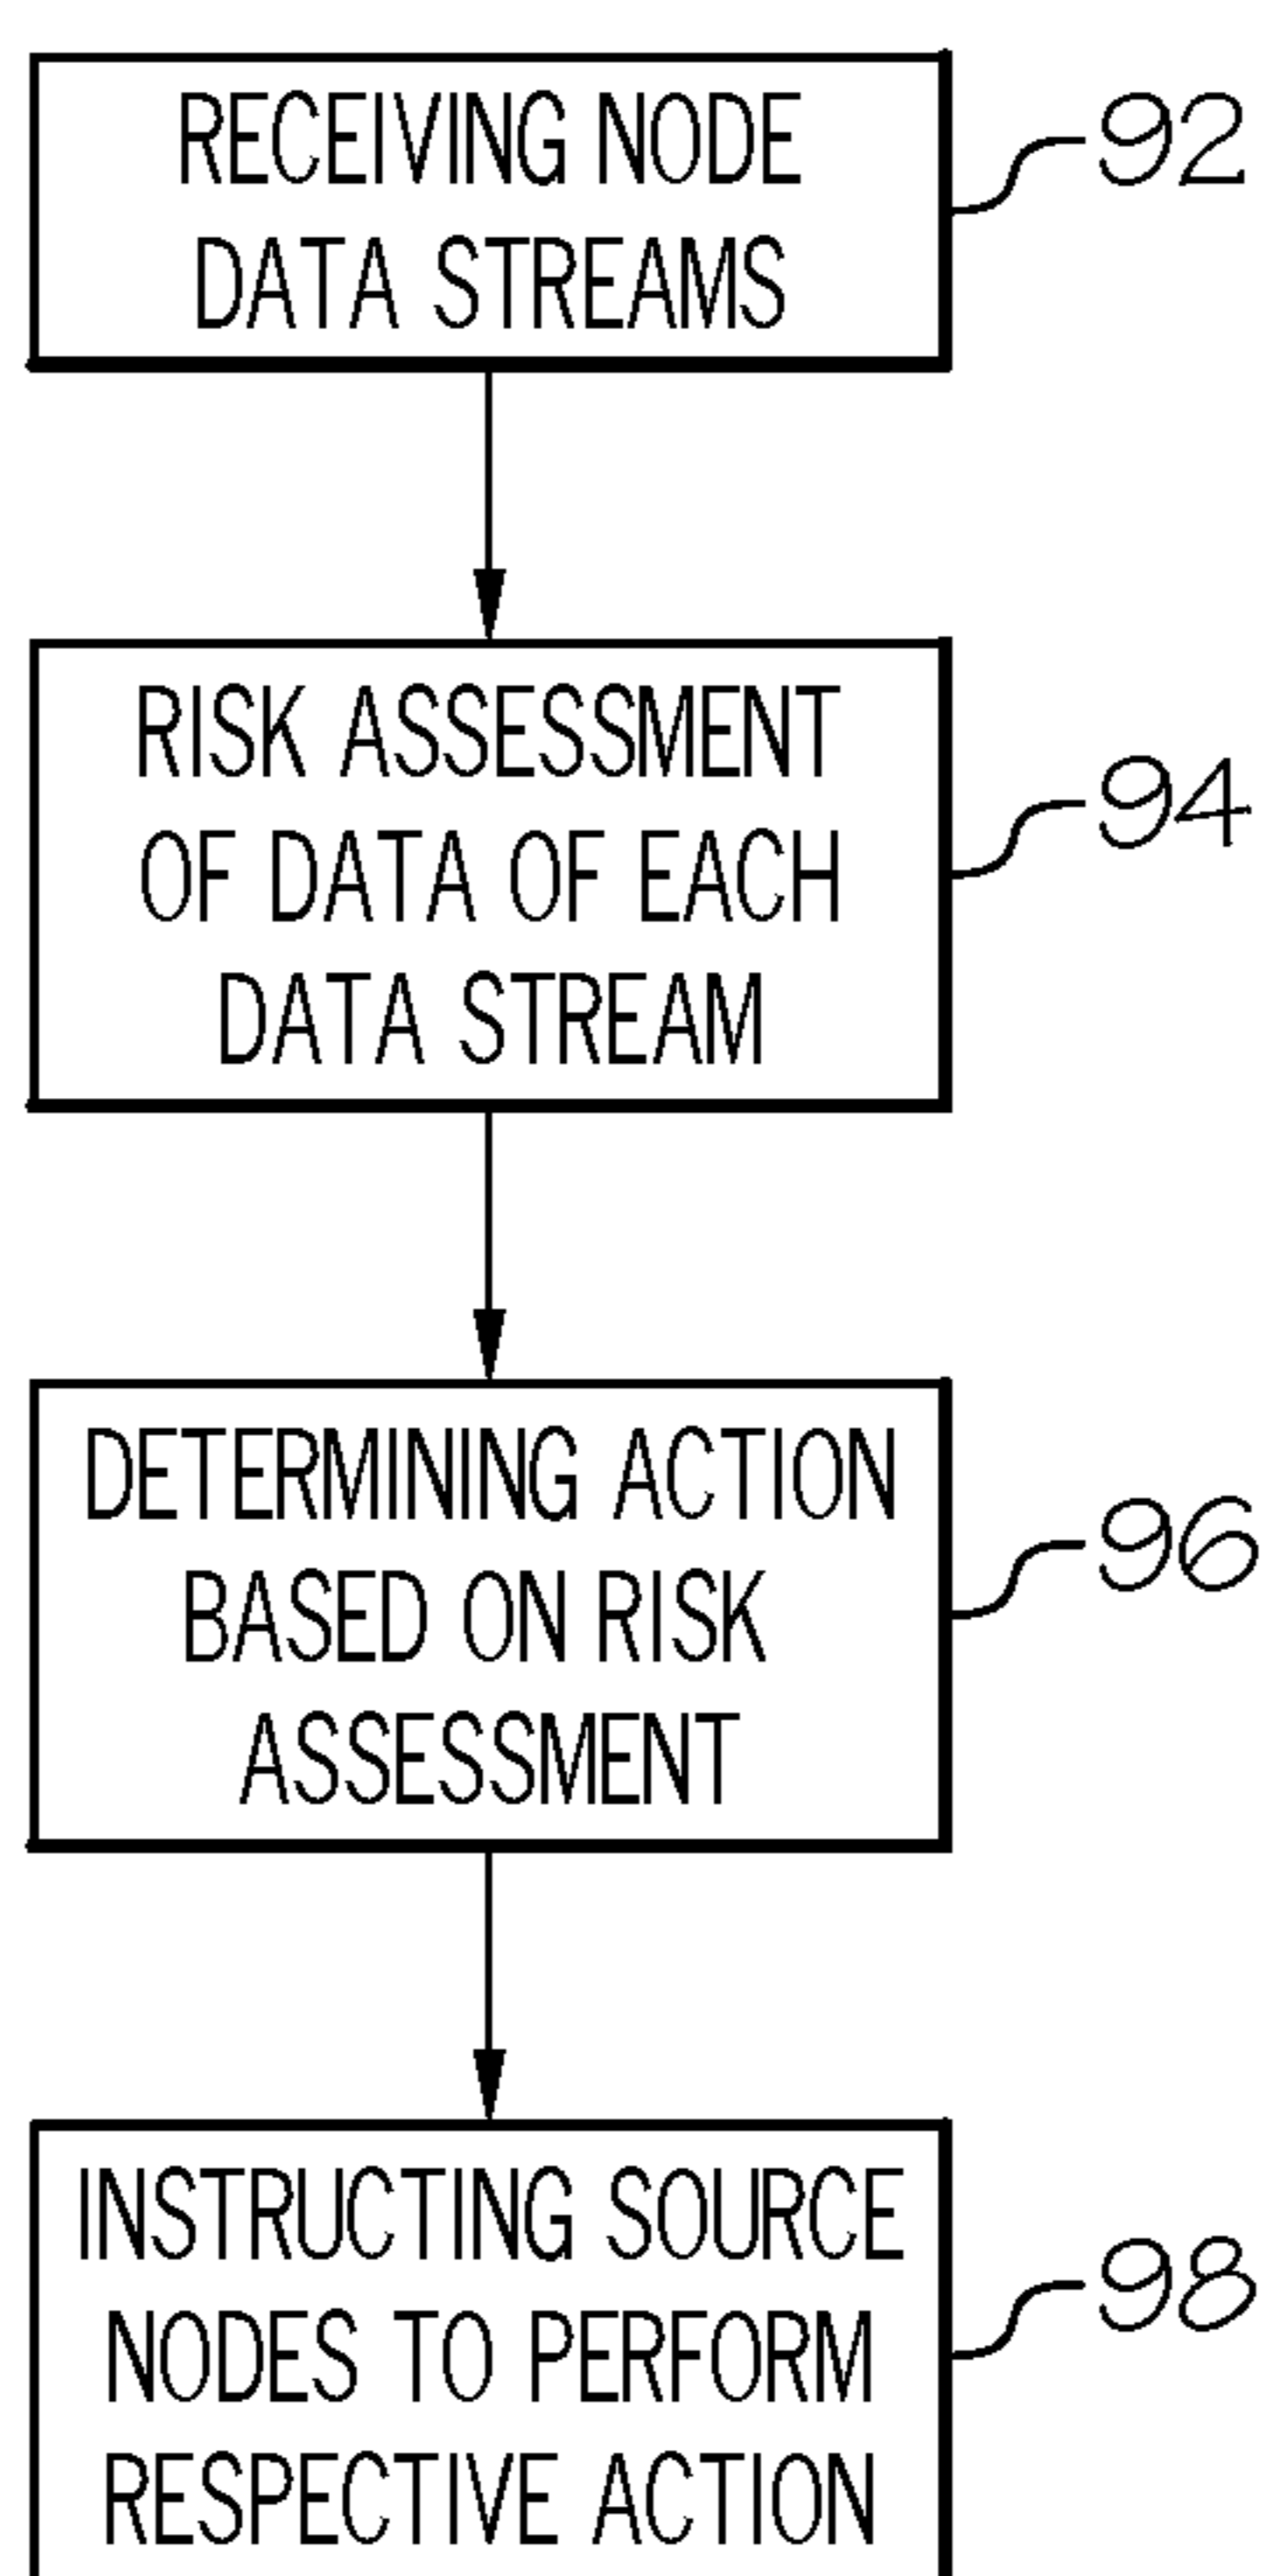 RECEIVING NODE
DATA STREAMS
92
RISK ASSESSMENT
OF DATA OF EACH
DATA STREAM
94
DETERMINING ACTION
BASED ON RISK
ASSESSMENT
96
INSTRUCTING SOURCE
NODES TO PERFORM
RESPECTIVE ACTION
98